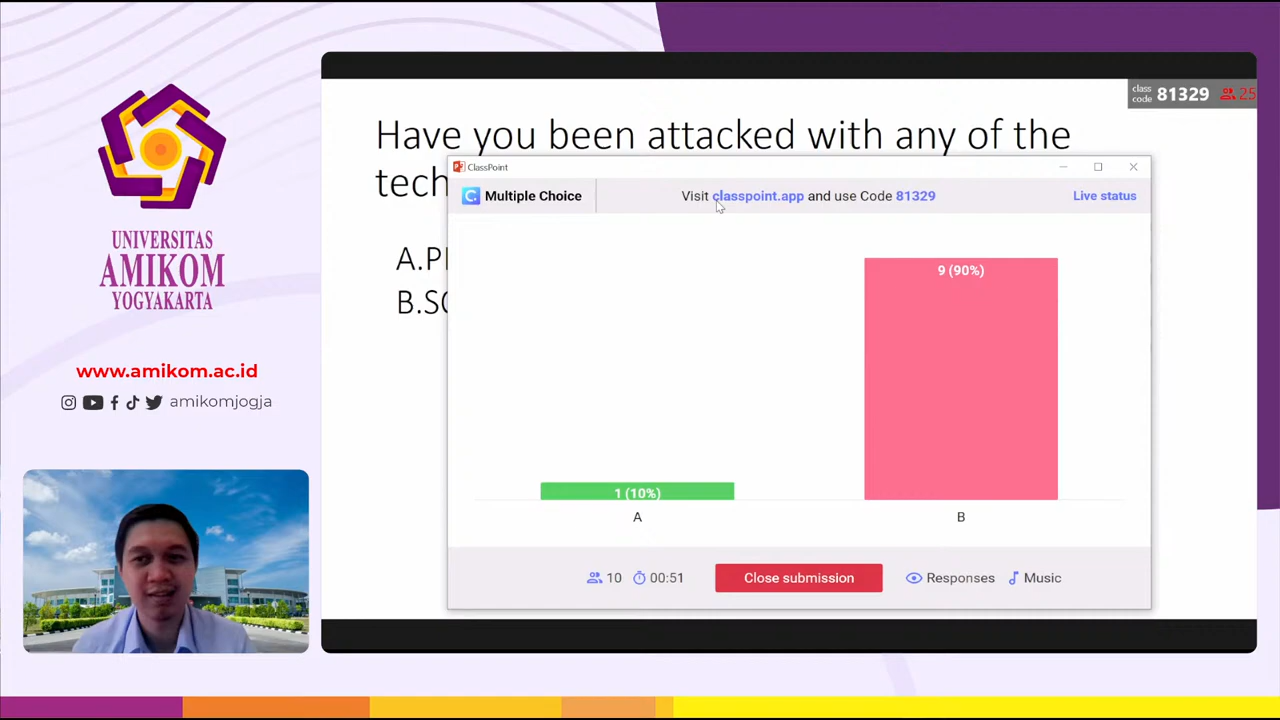 UNIVERSITAS
AMIKOM
YOGYAKARTA
www.amikom.ac.id
amikomjogja
class code 81329 25
Have you been attacked with any of the
tech
A.P
B.SO
ClassPoint
Multiple Choice
Visit classpoint.app and use Code 81329
Live status
9 (90%)
1 (10%)
A
B
10
00:51
Close submission
Responses
Music